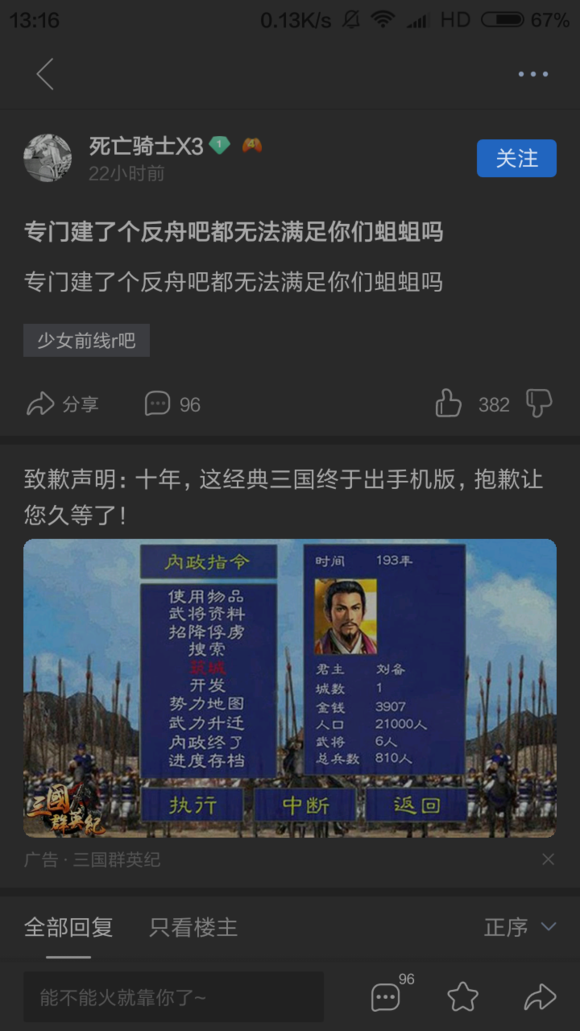 13:16 0.13K/s HD 67%
死亡骑士X3 1 4
22小时前
关注
专门建了个反舟吧都无法满足你们蛆蛆吗
专门建了个反舟吧都无法满足你们蛆蛆吗
少女前线r吧
分享 96 382
致歉声明：十年，这经典三国终于出手机版，抱歉让
您久等了！
内政指令
使用物品
武将资料
招降俘虏
搜索
筑城
开发
势力地图
武力升迁
内政终了
进度存档
时间 193年
君主 刘备
城数 1
金钱 3907
人口 21000人
武将 6人
总兵数 810人
执行 中断 返回
三國群英纪
广告 · 三国群英纪
全部回复 只看楼主 正序
能不能火就靠你了~ 96